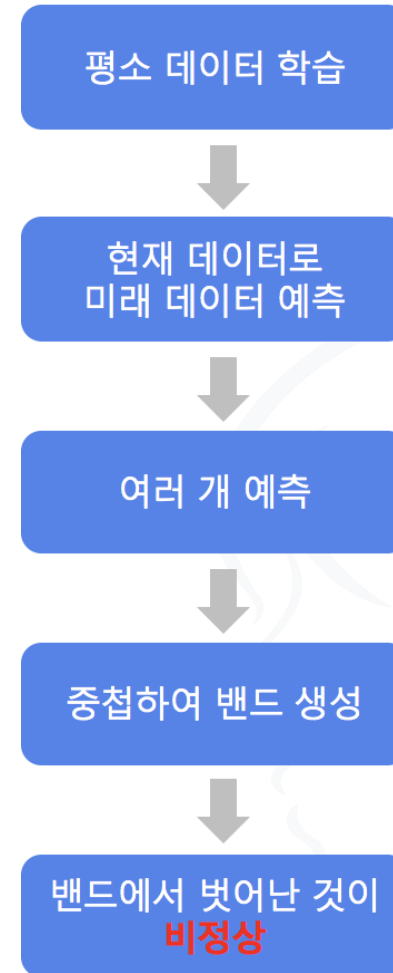 평소 데이터 학습
현재 데이터로
미래 데이터 예측
여러 개 예측
중첩하여 밴드 생성
밴드에서 벗어난 것이
비정상